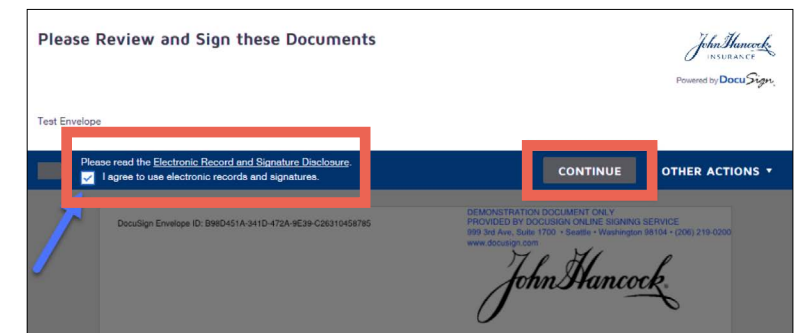 Please Review and Sign these Documents
John Hancock
INSURANCE
Powered by DocuSign
Test Envelope
Please read the Electronic Record and Signature Disclosure.
I agree to use electronic records and signatures.
CONTINUE
OTHER ACTIONS
DocuSign Envelope ID: B98D451A-341D-472A-9E39-C26310458785
DEMONSTRATION DOCUMENT ONLY
PROVIDED BY DOCUSIGN ONLINE SIGNING SERVICE
999 3rd Ave, Suite 1700 • Seattle • Washington 98104 • (206) 219-0200
www.docusign.com
John Hancock.